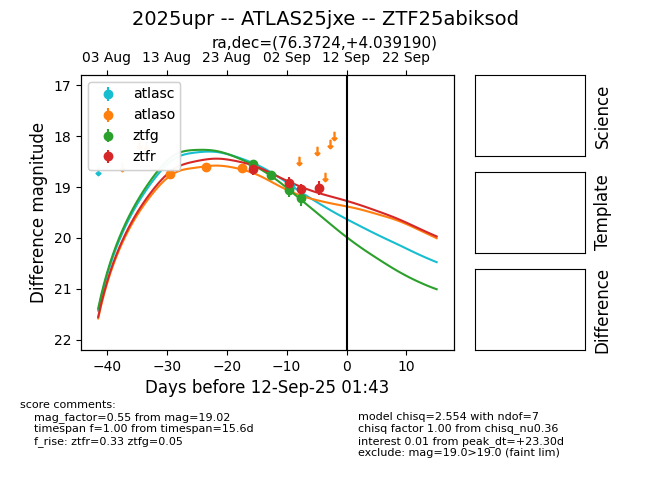 2025upr -- ATLAS25jxe -- ZTF25abiksod
ra,dec=(76.3724,+4.039190)
03 Aug 13 Aug 23 Aug 02 Sep 12 Sep 22 Sep
17
18
19
20
21
22
Difference magnitude
atlasc
atlaso
ztfg
ztfr
−40 −30 −20 −10 0 10
Days before 12-Sep-25 01:43
Science
Template
Difference
score comments:
mag_factor=0.55 from mag=19.02
timespan f=1.00 from timespan=15.6d
f_rise: ztfr=0.33 ztfg=0.05
model chisq=2.554 with ndof=7
chisq factor 1.00 from chisq_nu0.36
interest 0.01 from peak_dt=+23.30d
exclude: mag=19.0>19.0 (faint lim)